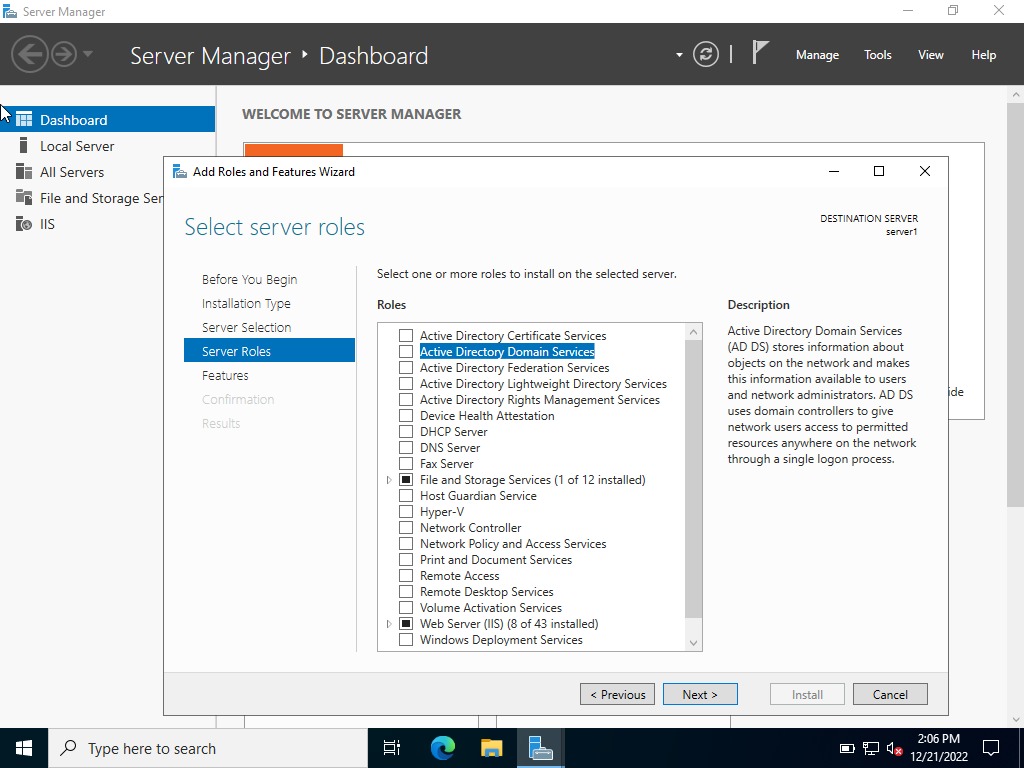 Server Manager
Server Manager ‣ Dashboard
Manage
Tools
View
Help
Dashboard
Local Server
All Servers
File and Storage Ser
IIS
WELCOME TO SERVER MANAGER
Add Roles and Features Wizard
Select server roles
DESTINATION SERVER
server1
Before You Begin
Installation Type
Server Selection
Server Roles
Features
Confirmation
Results
Select one or more roles to install on the selected server.
Roles
Active Directory Certificate Services
Active Directory Domain Services
Active Directory Federation Services
Active Directory Lightweight Directory Services
Active Directory Rights Management Services
Device Health Attestation
DHCP Server
DNS Server
Fax Server
File and Storage Services (1 of 12 installed)
Host Guardian Service
Hyper-V
Network Controller
Network Policy and Access Services
Print and Document Services
Remote Access
Remote Desktop Services
Volume Activation Services
Web Server (IIS) (8 of 43 installed)
Windows Deployment Services
Description
Active Directory Domain Services
(AD DS) stores information about
objects on the network and makes
this information available to users
and network administrators. AD DS
uses domain controllers to give
network users access to permitted
resources anywhere on the network
through a single logon process.
ide
< Previous
Next >
Install
Cancel
Type here to search
2:06 PM
12/21/2022